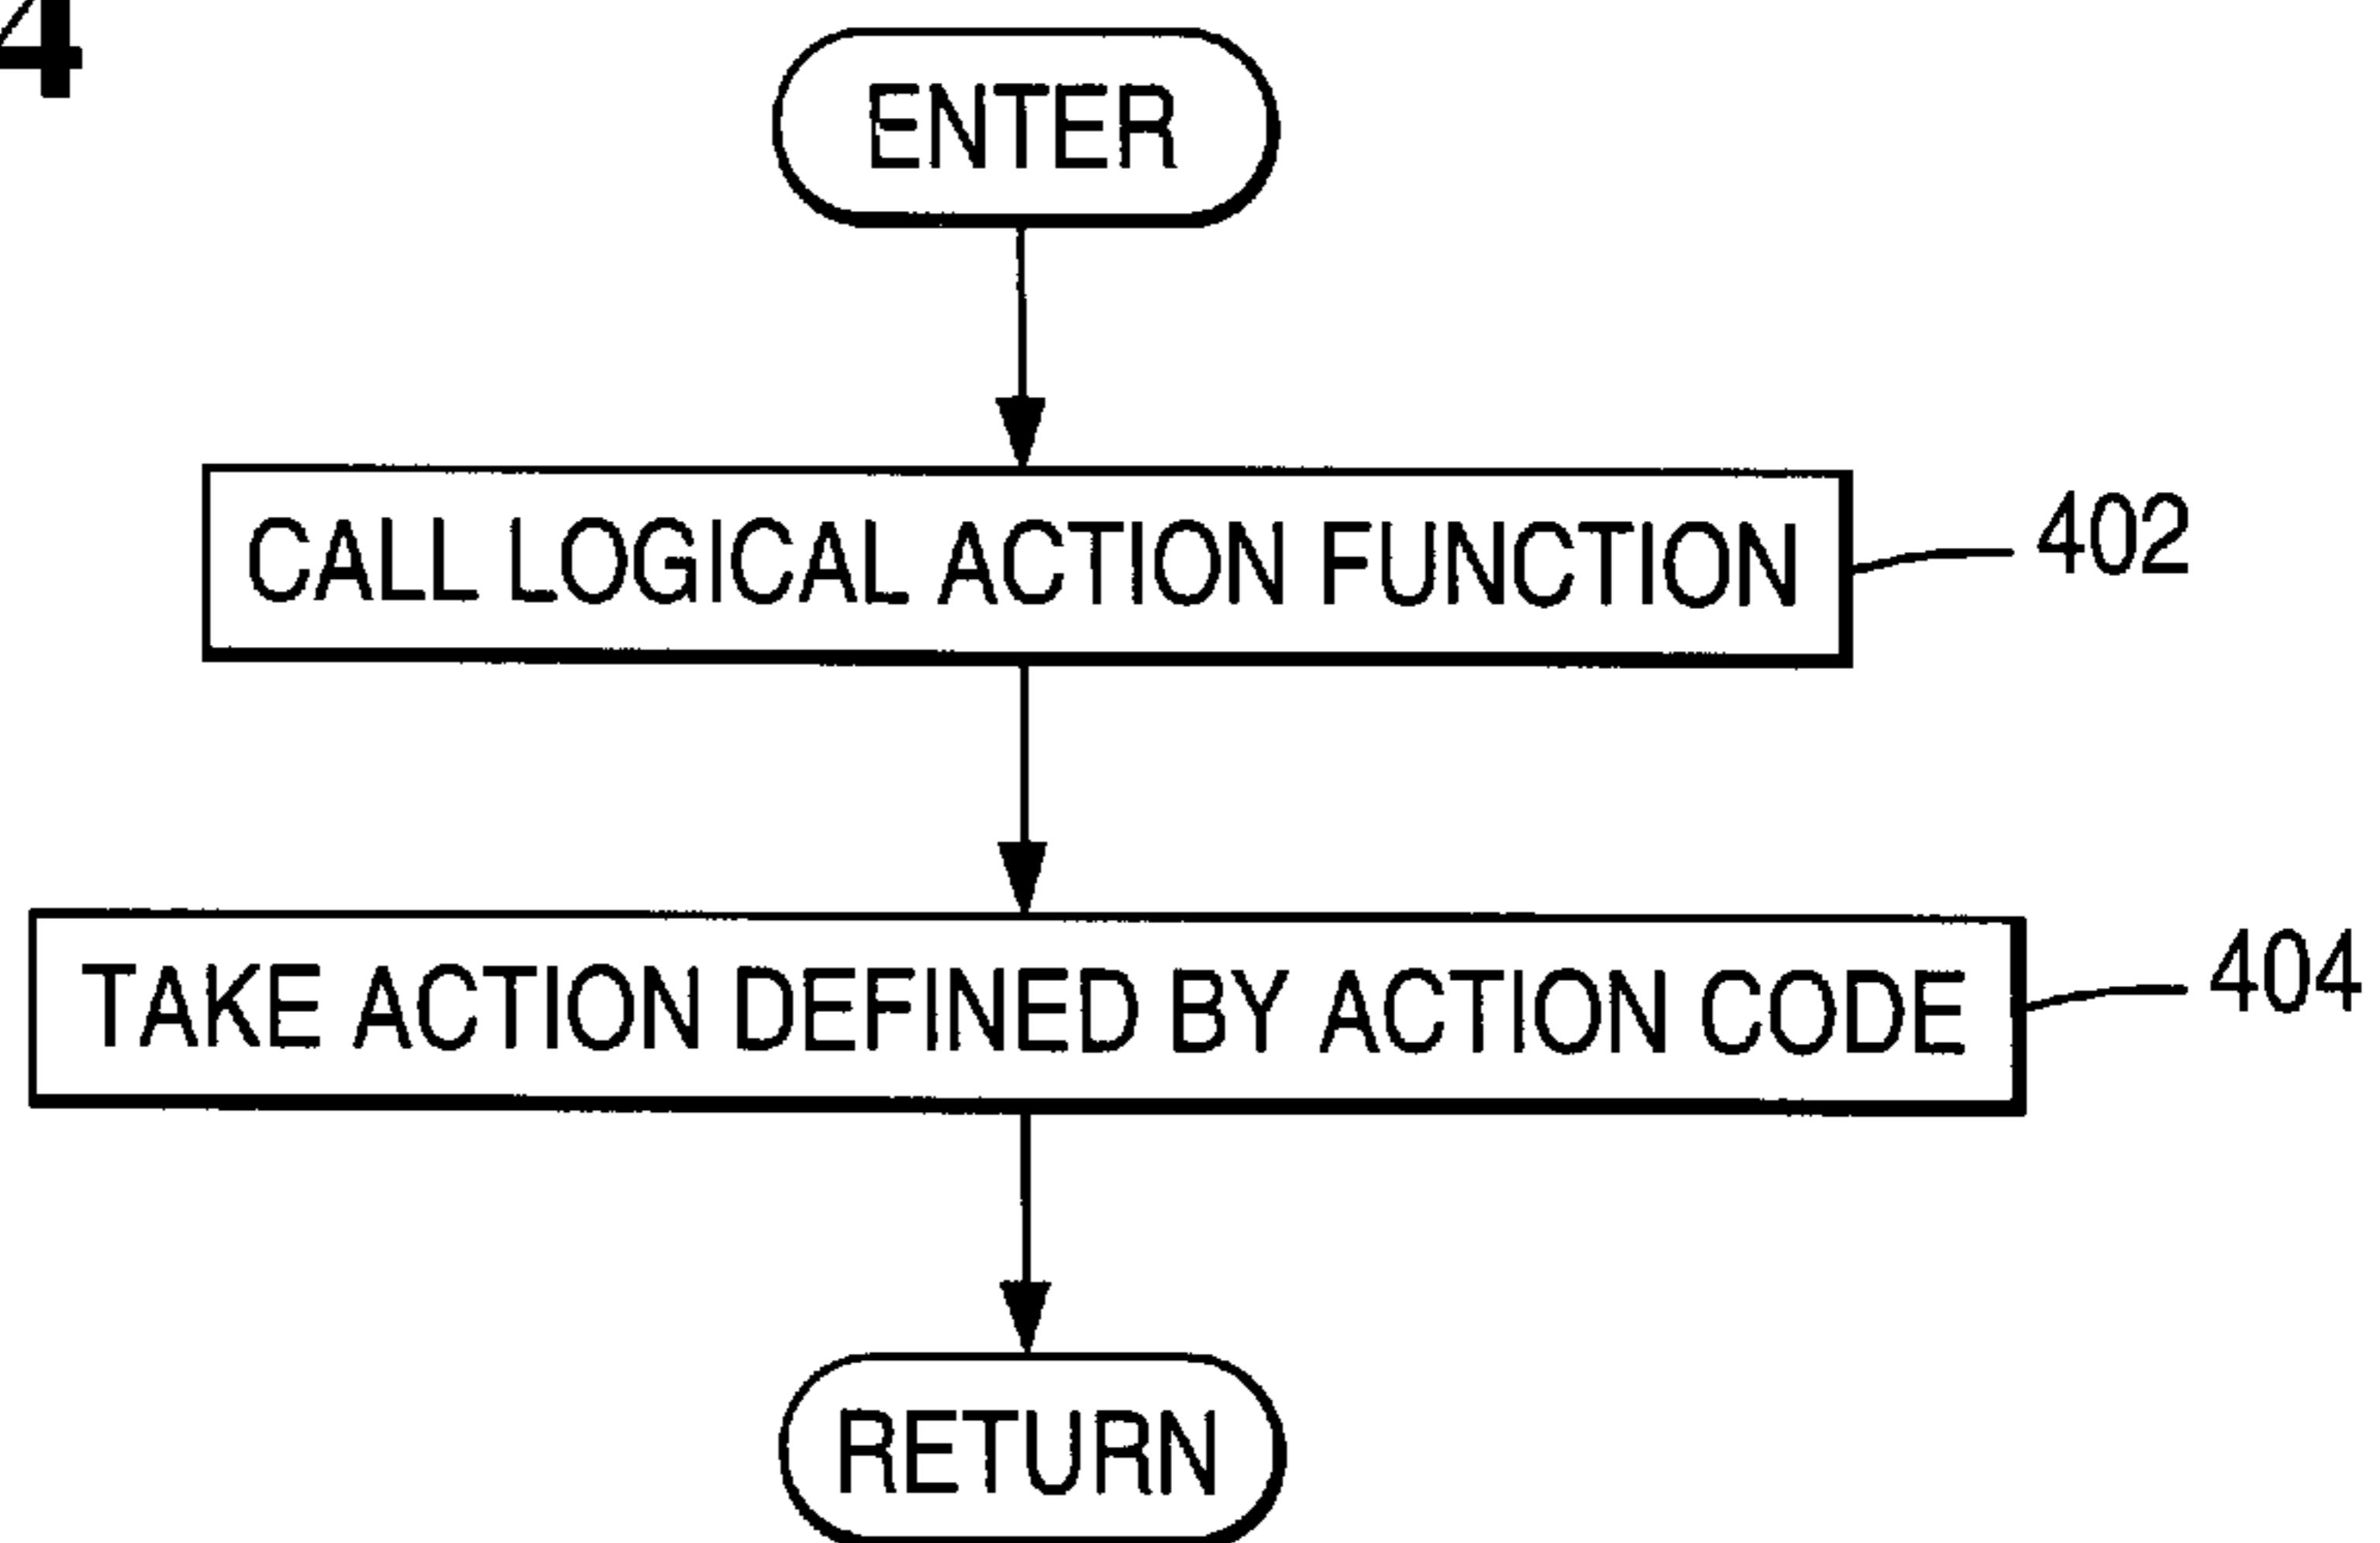 4
ENTER
CALL LOGICAL ACTION FUNCTION
402
TAKE ACTION DEFINED BY ACTION CODE
404
RETURN